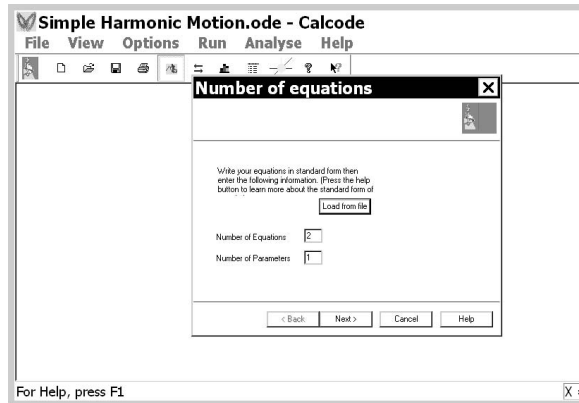 Simple Harmonic Motion.ode - Calcode
File View Options Run Analyse Help
Number of equations
Write your equations in standard form then
enter the following information. (Press the help
button to learn more about the standard form of
Load from file
Number of Equations 2
Number of Parameters 1
< Back Next > Cancel Help
For Help, press F1
X =